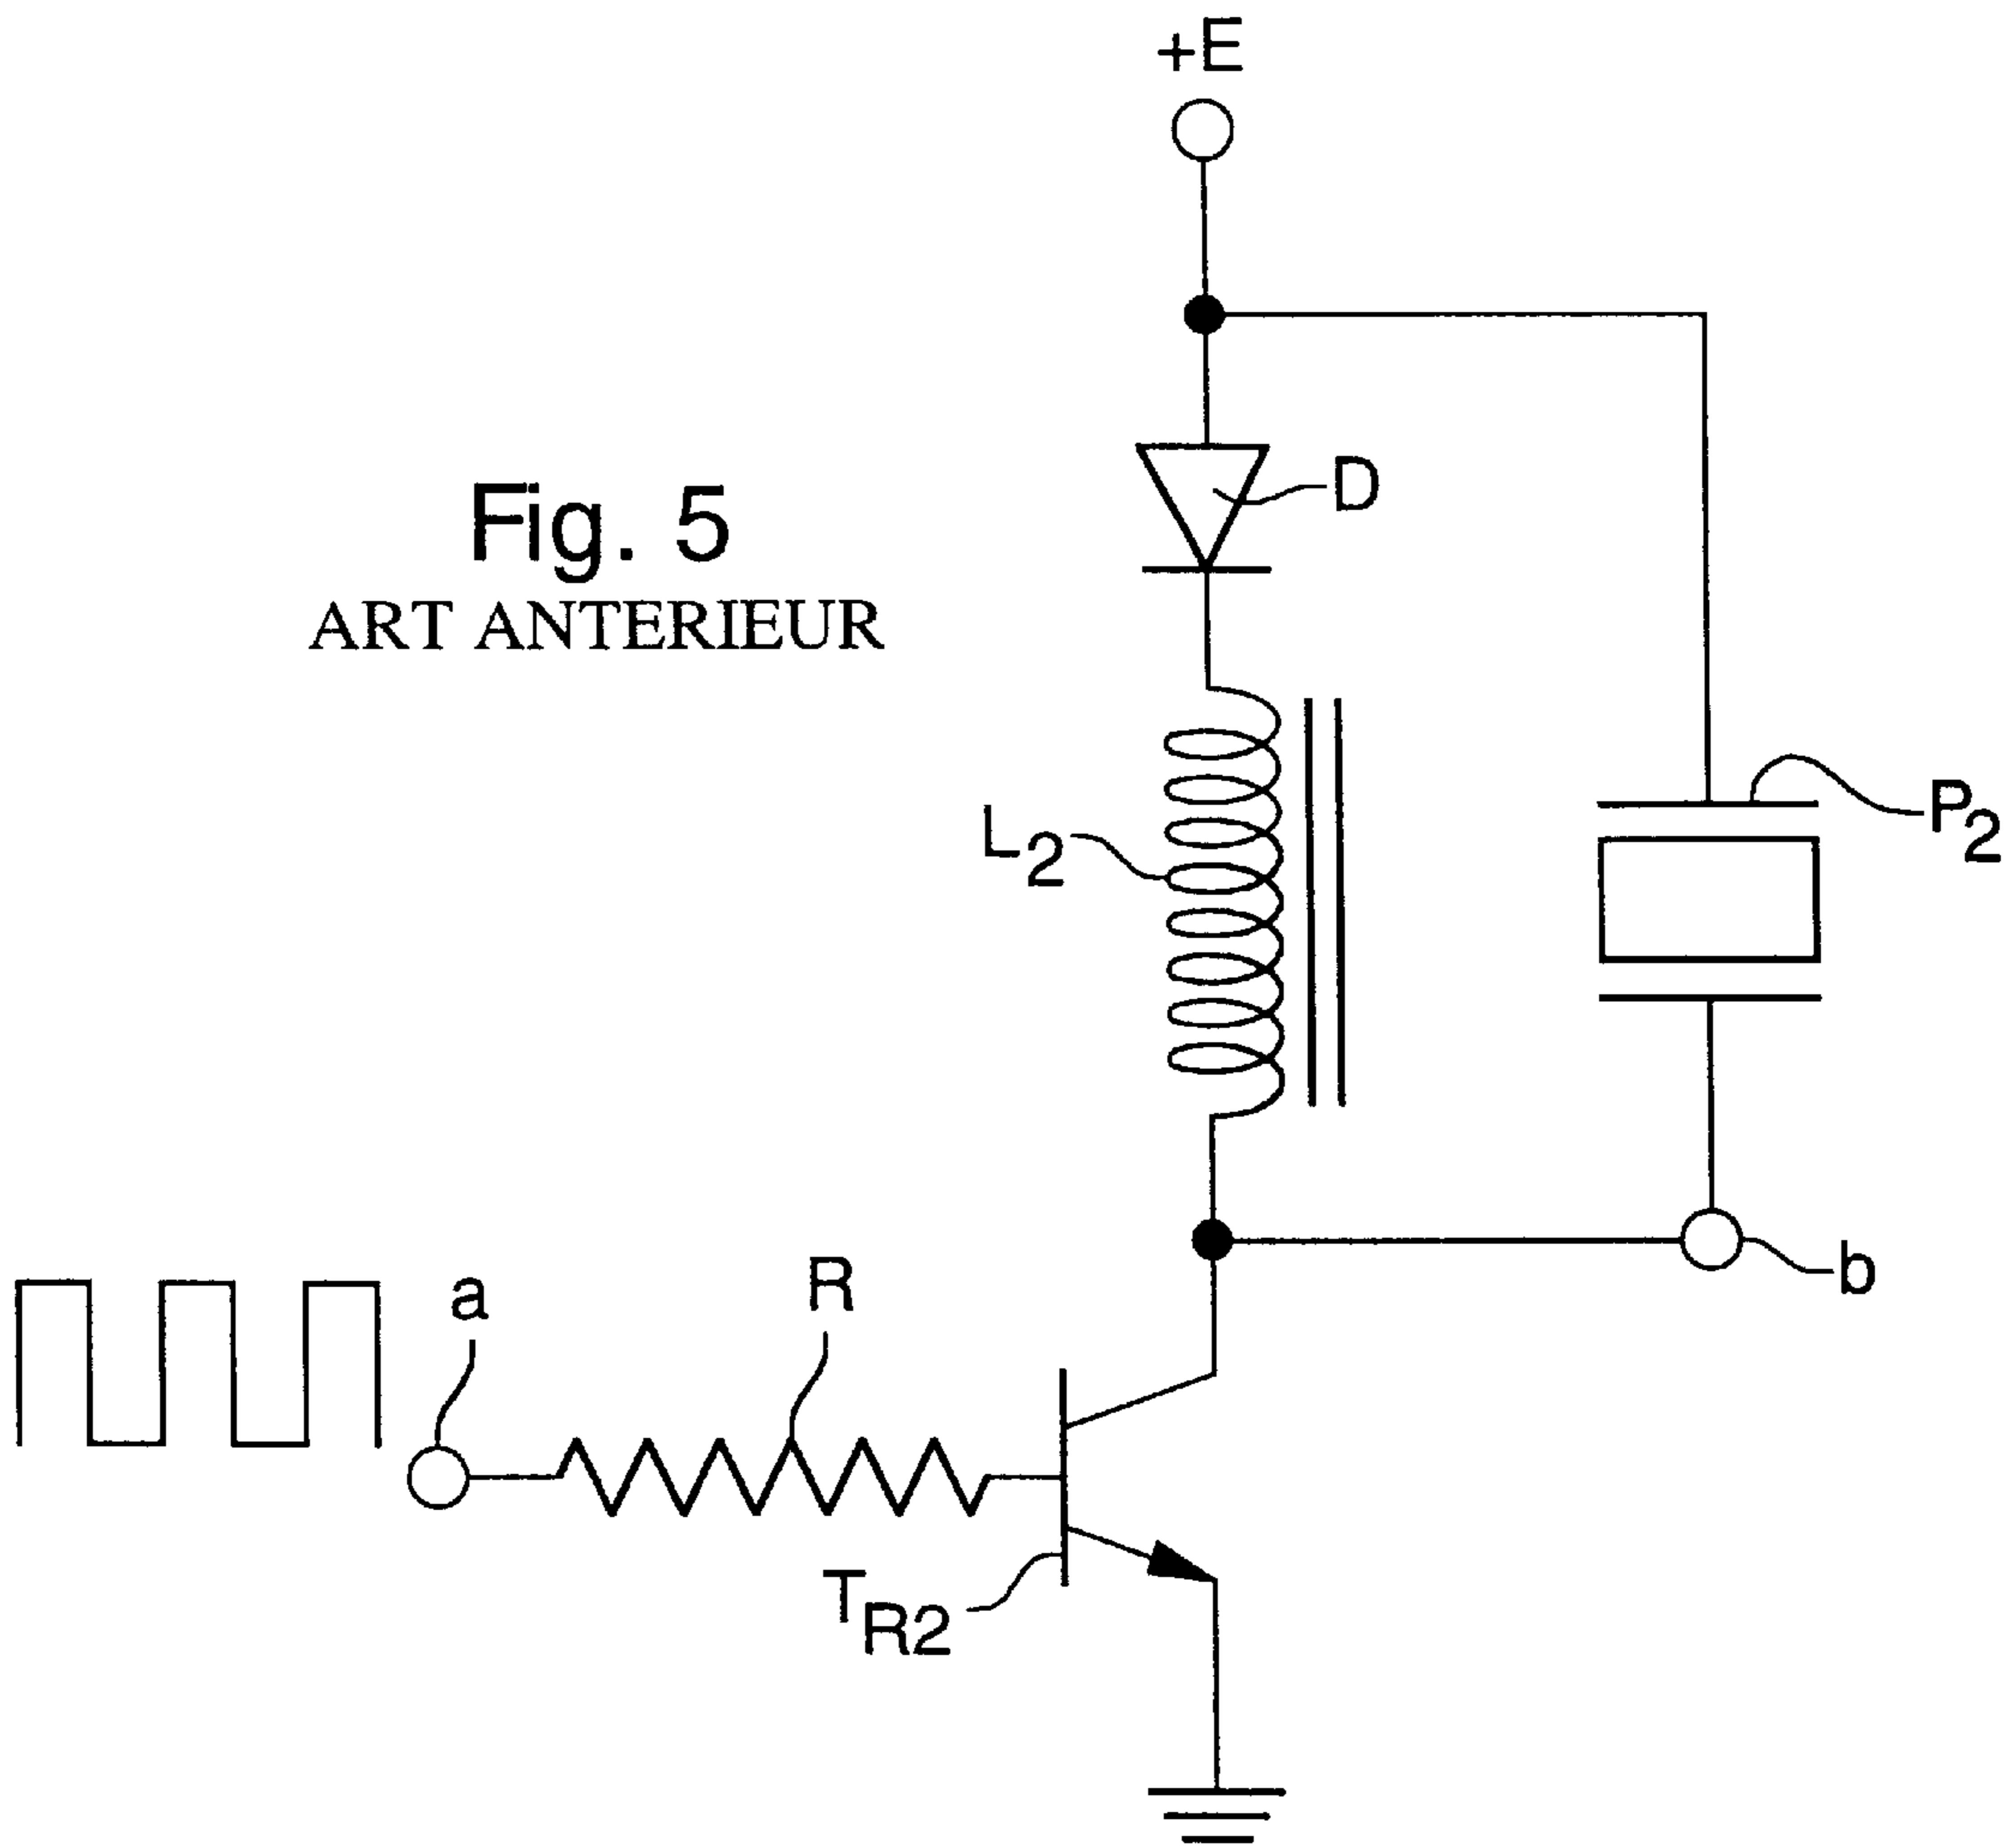 +E
D
Fig. 5
ART ANTERIEUR
L2
P2
a
R
b
TR2